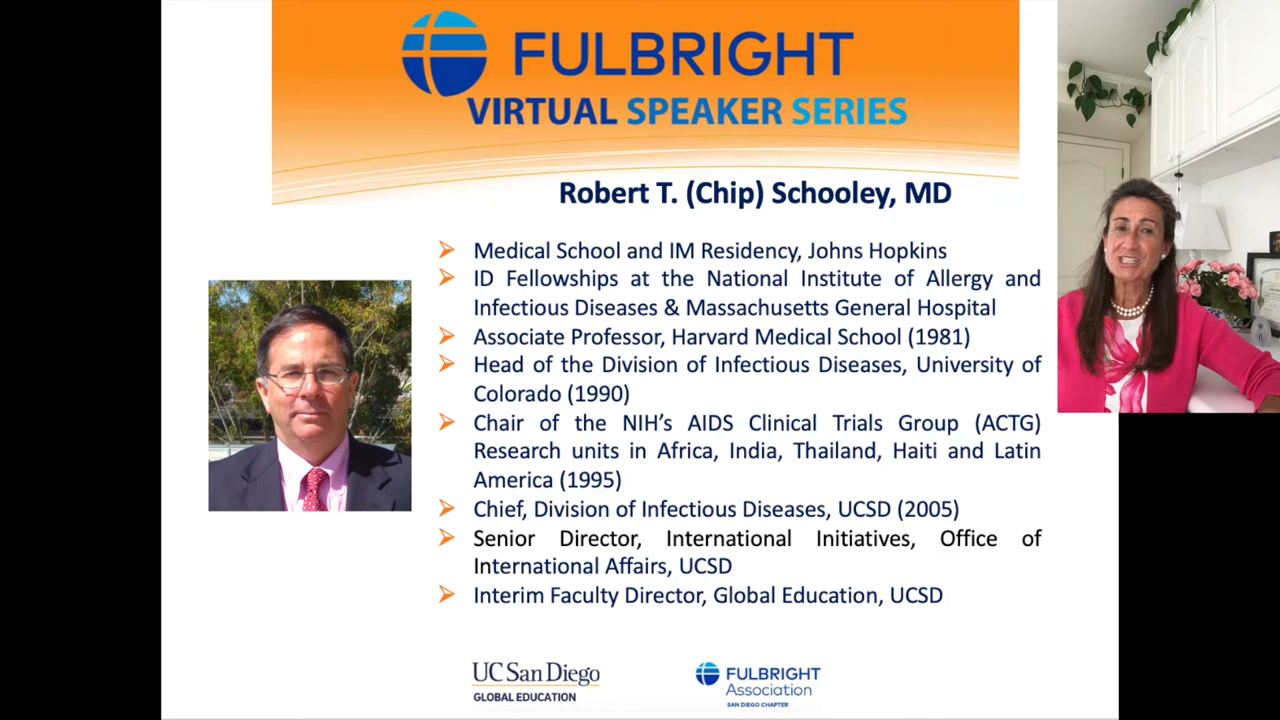 FULBRIGHT
VIRTUAL SPEAKER SERIES
Robert T. (Chip) Schooley, MD
Medical School and IM Residency, Johns Hopkins
ID Fellowships at the National Institute of Allergy and
Infectious Diseases & Massachusetts General Hospital
Associate Professor, Harvard Medical School (1981)
Head of the Division of Infectious Diseases, University of
Colorado (1990)
Chair of the NIH’s AIDS Clinical Trials Group (ACTG)
Research units in Africa, India, Thailand, Haiti and Latin
America (1995)
Chief, Division of Infectious Diseases, UCSD (2005)
Senior Director, International Initiatives, Office of
International Affairs, UCSD
Interim Faculty Director, Global Education, UCSD
UC San Diego
GLOBAL EDUCATION
FULBRIGHT
Association
SAN DIEGO CHAPTER